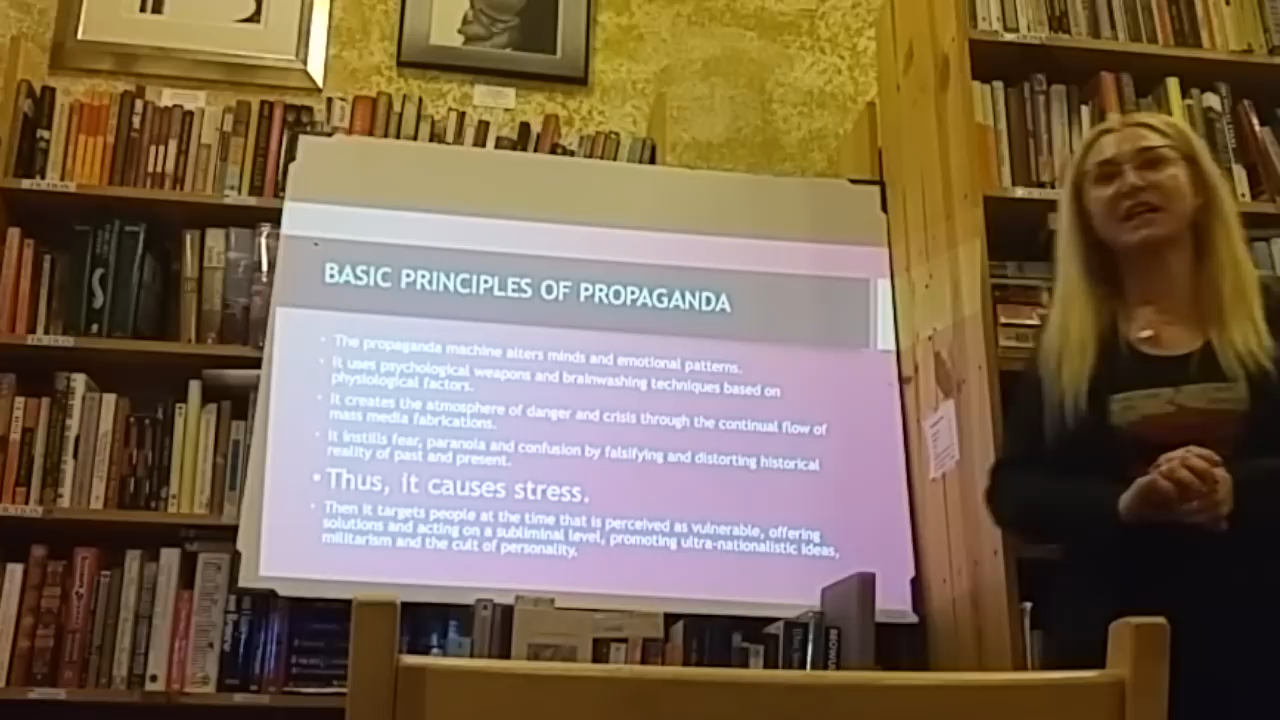 BASIC PRINCIPLES OF PROPAGANDA
• The propaganda machine alters minds and emotional patterns.
• It uses psychological weapons and brainwashing techniques based on
physiological factors.
• It creates the atmosphere of danger and crisis through the continual flow of
mass media fabrications.
• It instills fear, paranoia and confusion by falsifying and distorting historical
reality of past and present.
• Thus, it causes stress.
• Then it targets people at the time that is perceived as vulnerable, offering
solutions and acting on a subliminal level, promoting ultra-nationalistic ideas,
militarism and the cult of personality.
FICTION
FICTION